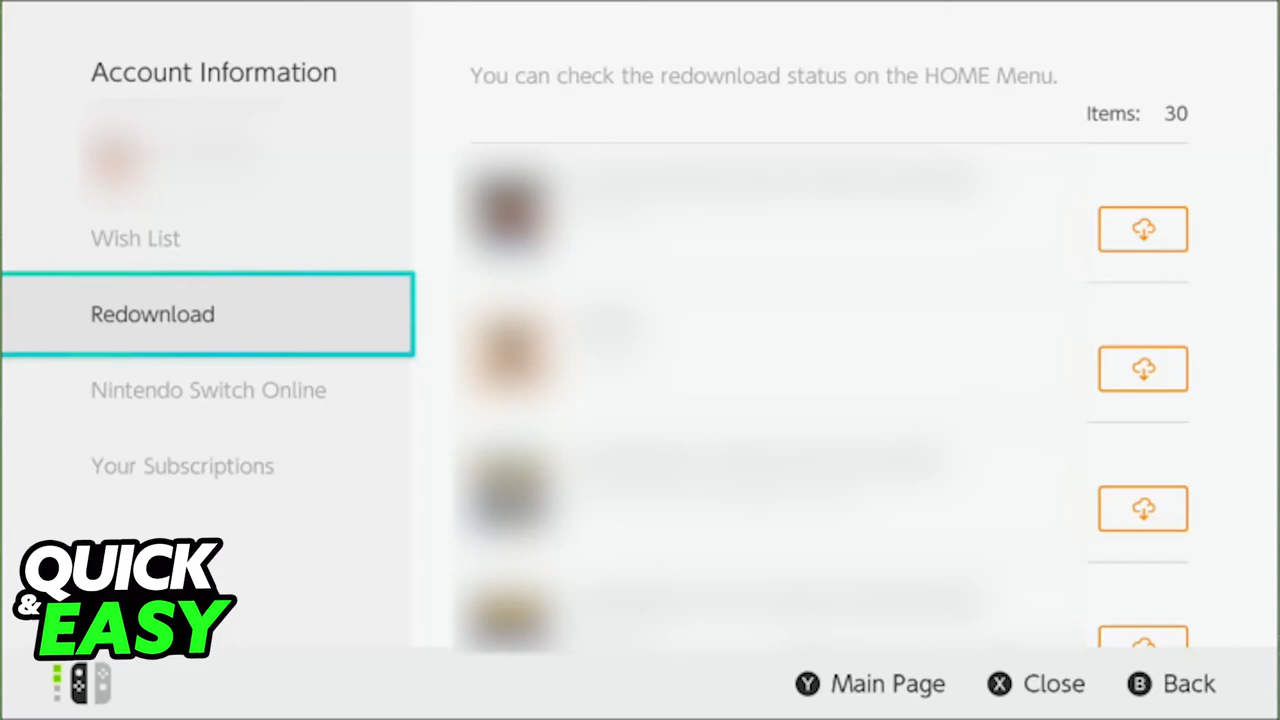 Account Information
You can check the redownload status on the HOME Menu.
Items: 30
Wish List
Redownload
Nintendo Switch Online
Your Subscriptions
QUICK
& EASY
Y Main Page
X Close
B Back